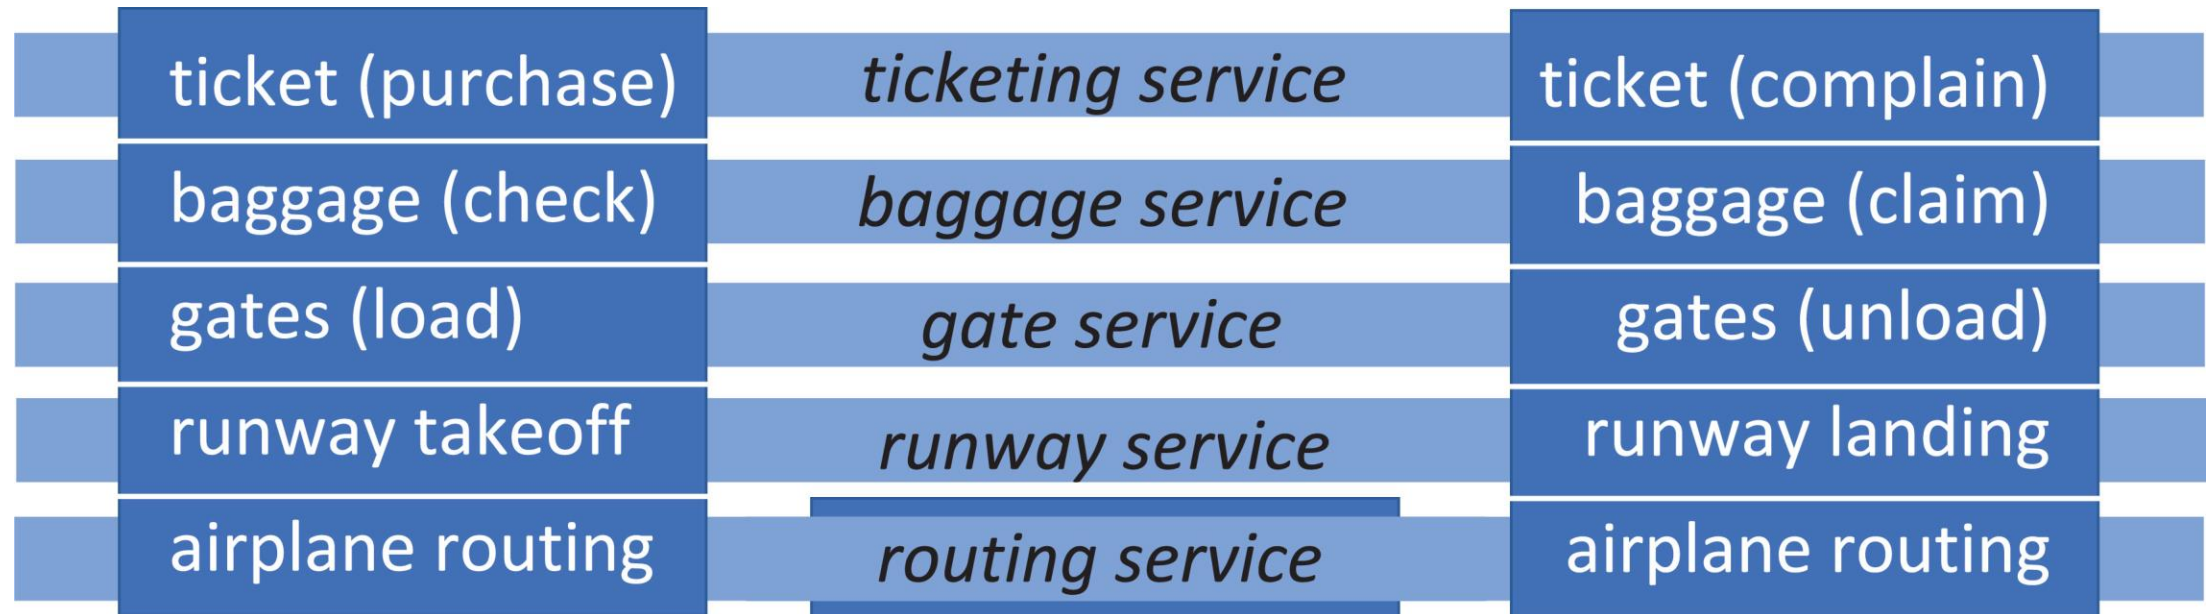 ticket (purchase) ticketing service ticket (complain)
baggage (check) baggage service baggage (claim)
gates (load) gate service gates (unload)
runway takeoff runway service runway landing
airplane routing routing service airplane routing